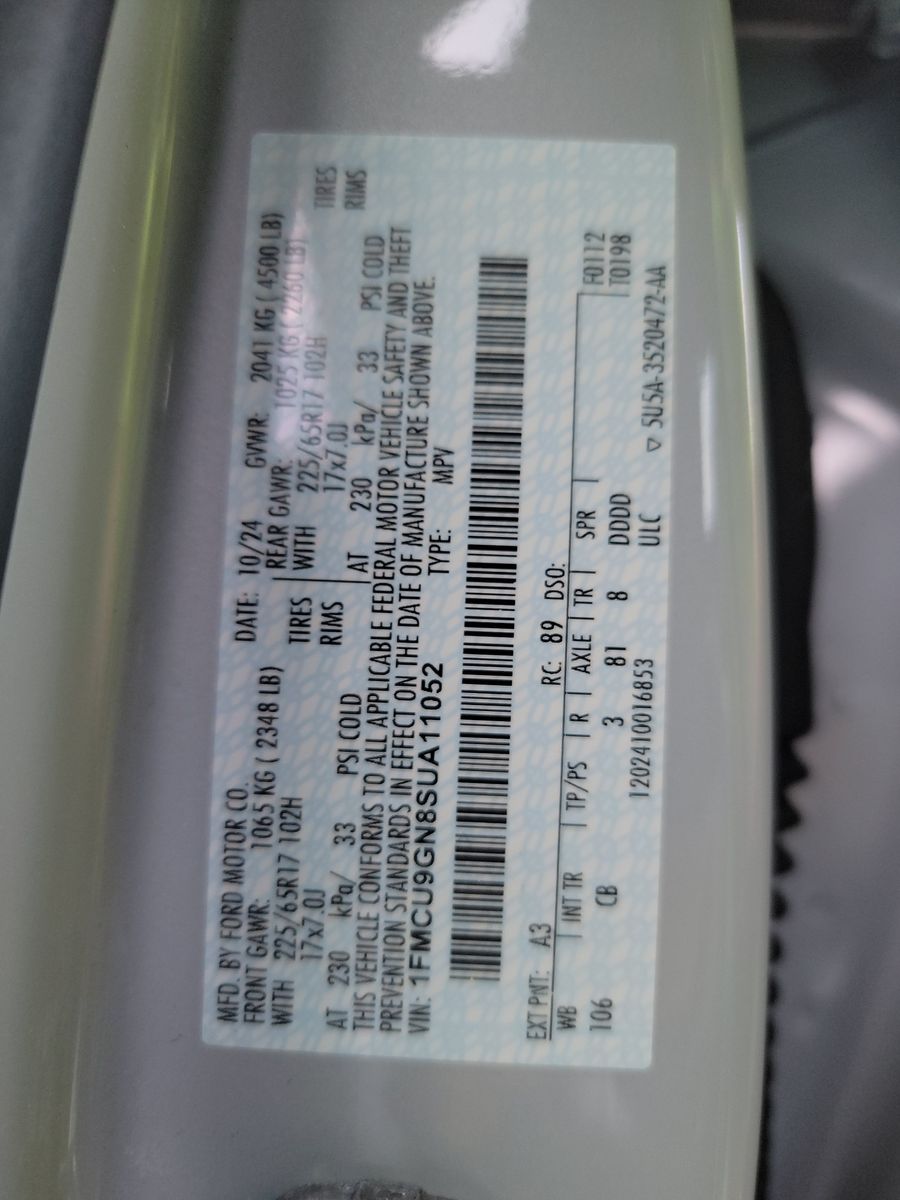 MFD. BY FORD MOTOR CO. DATE: 10/24 GVWR: 2041 KG ( 4500 LB)
FRONT GAWR: 1065 KG ( 2348 LB) REAR GAWR: 1025 KG ( 2260 LB)
WITH 225/65R17 102H TIRES WITH 225/65R17 102H TIRES
17x7.0J RIMS 17x7.0J RIMS
AT 230 kPa/ 33 PSI COLD AT 230 kPa/ 33 PSI COLD
THIS VEHICLE CONFORMS TO ALL APPLICABLE FEDERAL MOTOR VEHICLE SAFETY AND THEFT
PREVENTION STANDARDS IN EFFECT ON THE DATE OF MANUFACTURE SHOWN ABOVE.
VIN: 1FMCU9GN8SUA11052 TYPE: MPV
EXT PNT: A3 RC: 89 DSO:
WB INT TR TP/PS R AXLE TR SPR F0112
106 CB 3 81 8 DDDD T0198
1202410016853 ULC ▽ 5U5A-3520472-AA